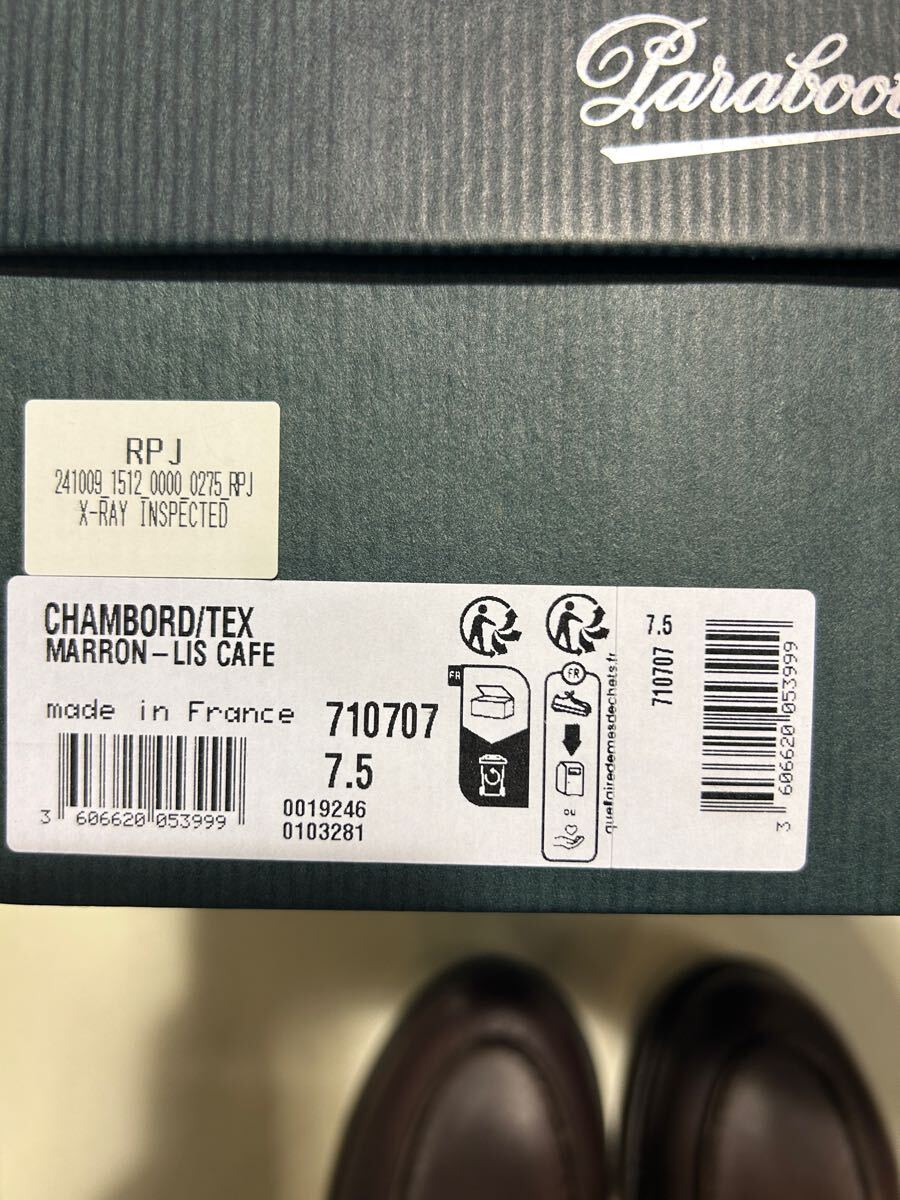 Paraboot
RPJ
241009_1512_0000_0275_RPJ
X-RAY INSPECTED
CHAMBORD/TEX
MARRON-LIS CAFE
made in France
710707
7.5
0019246
0103281
3 606620 053999
FR
FR
ou
quefairedemesdechets.fr
7.5
710707
3 606620 053999